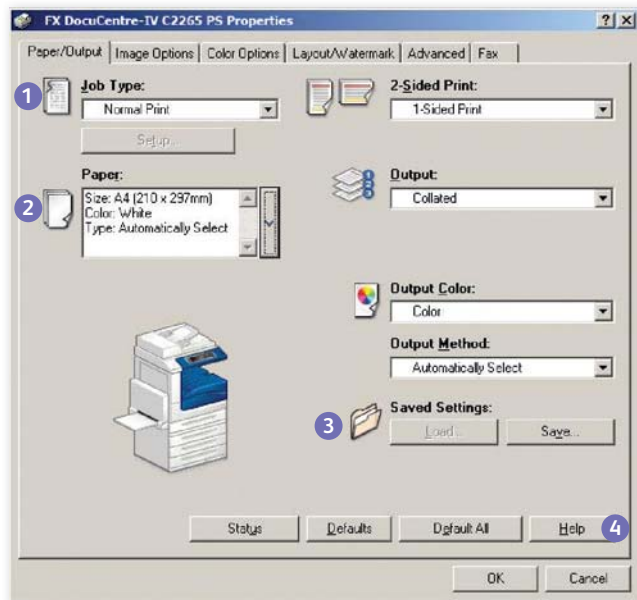 FX DocuCentre-IV C2265 PS Properties
Paper/Output Image Options Color Options Layout/Watermark Advanced Fax
1
Job Type:
Normal Print
Setup...
2-Sided Print:
1-Sided Print
2
Paper:
Size: A4 (210 x 297mm)
Color: White
Type: Automatically Select
Output:
Collated
Output Color:
Color
Output Method:
Automatically Select
3
Saved Settings:
Load... Save...
Status Defaults Default All Help 4
OK Cancel